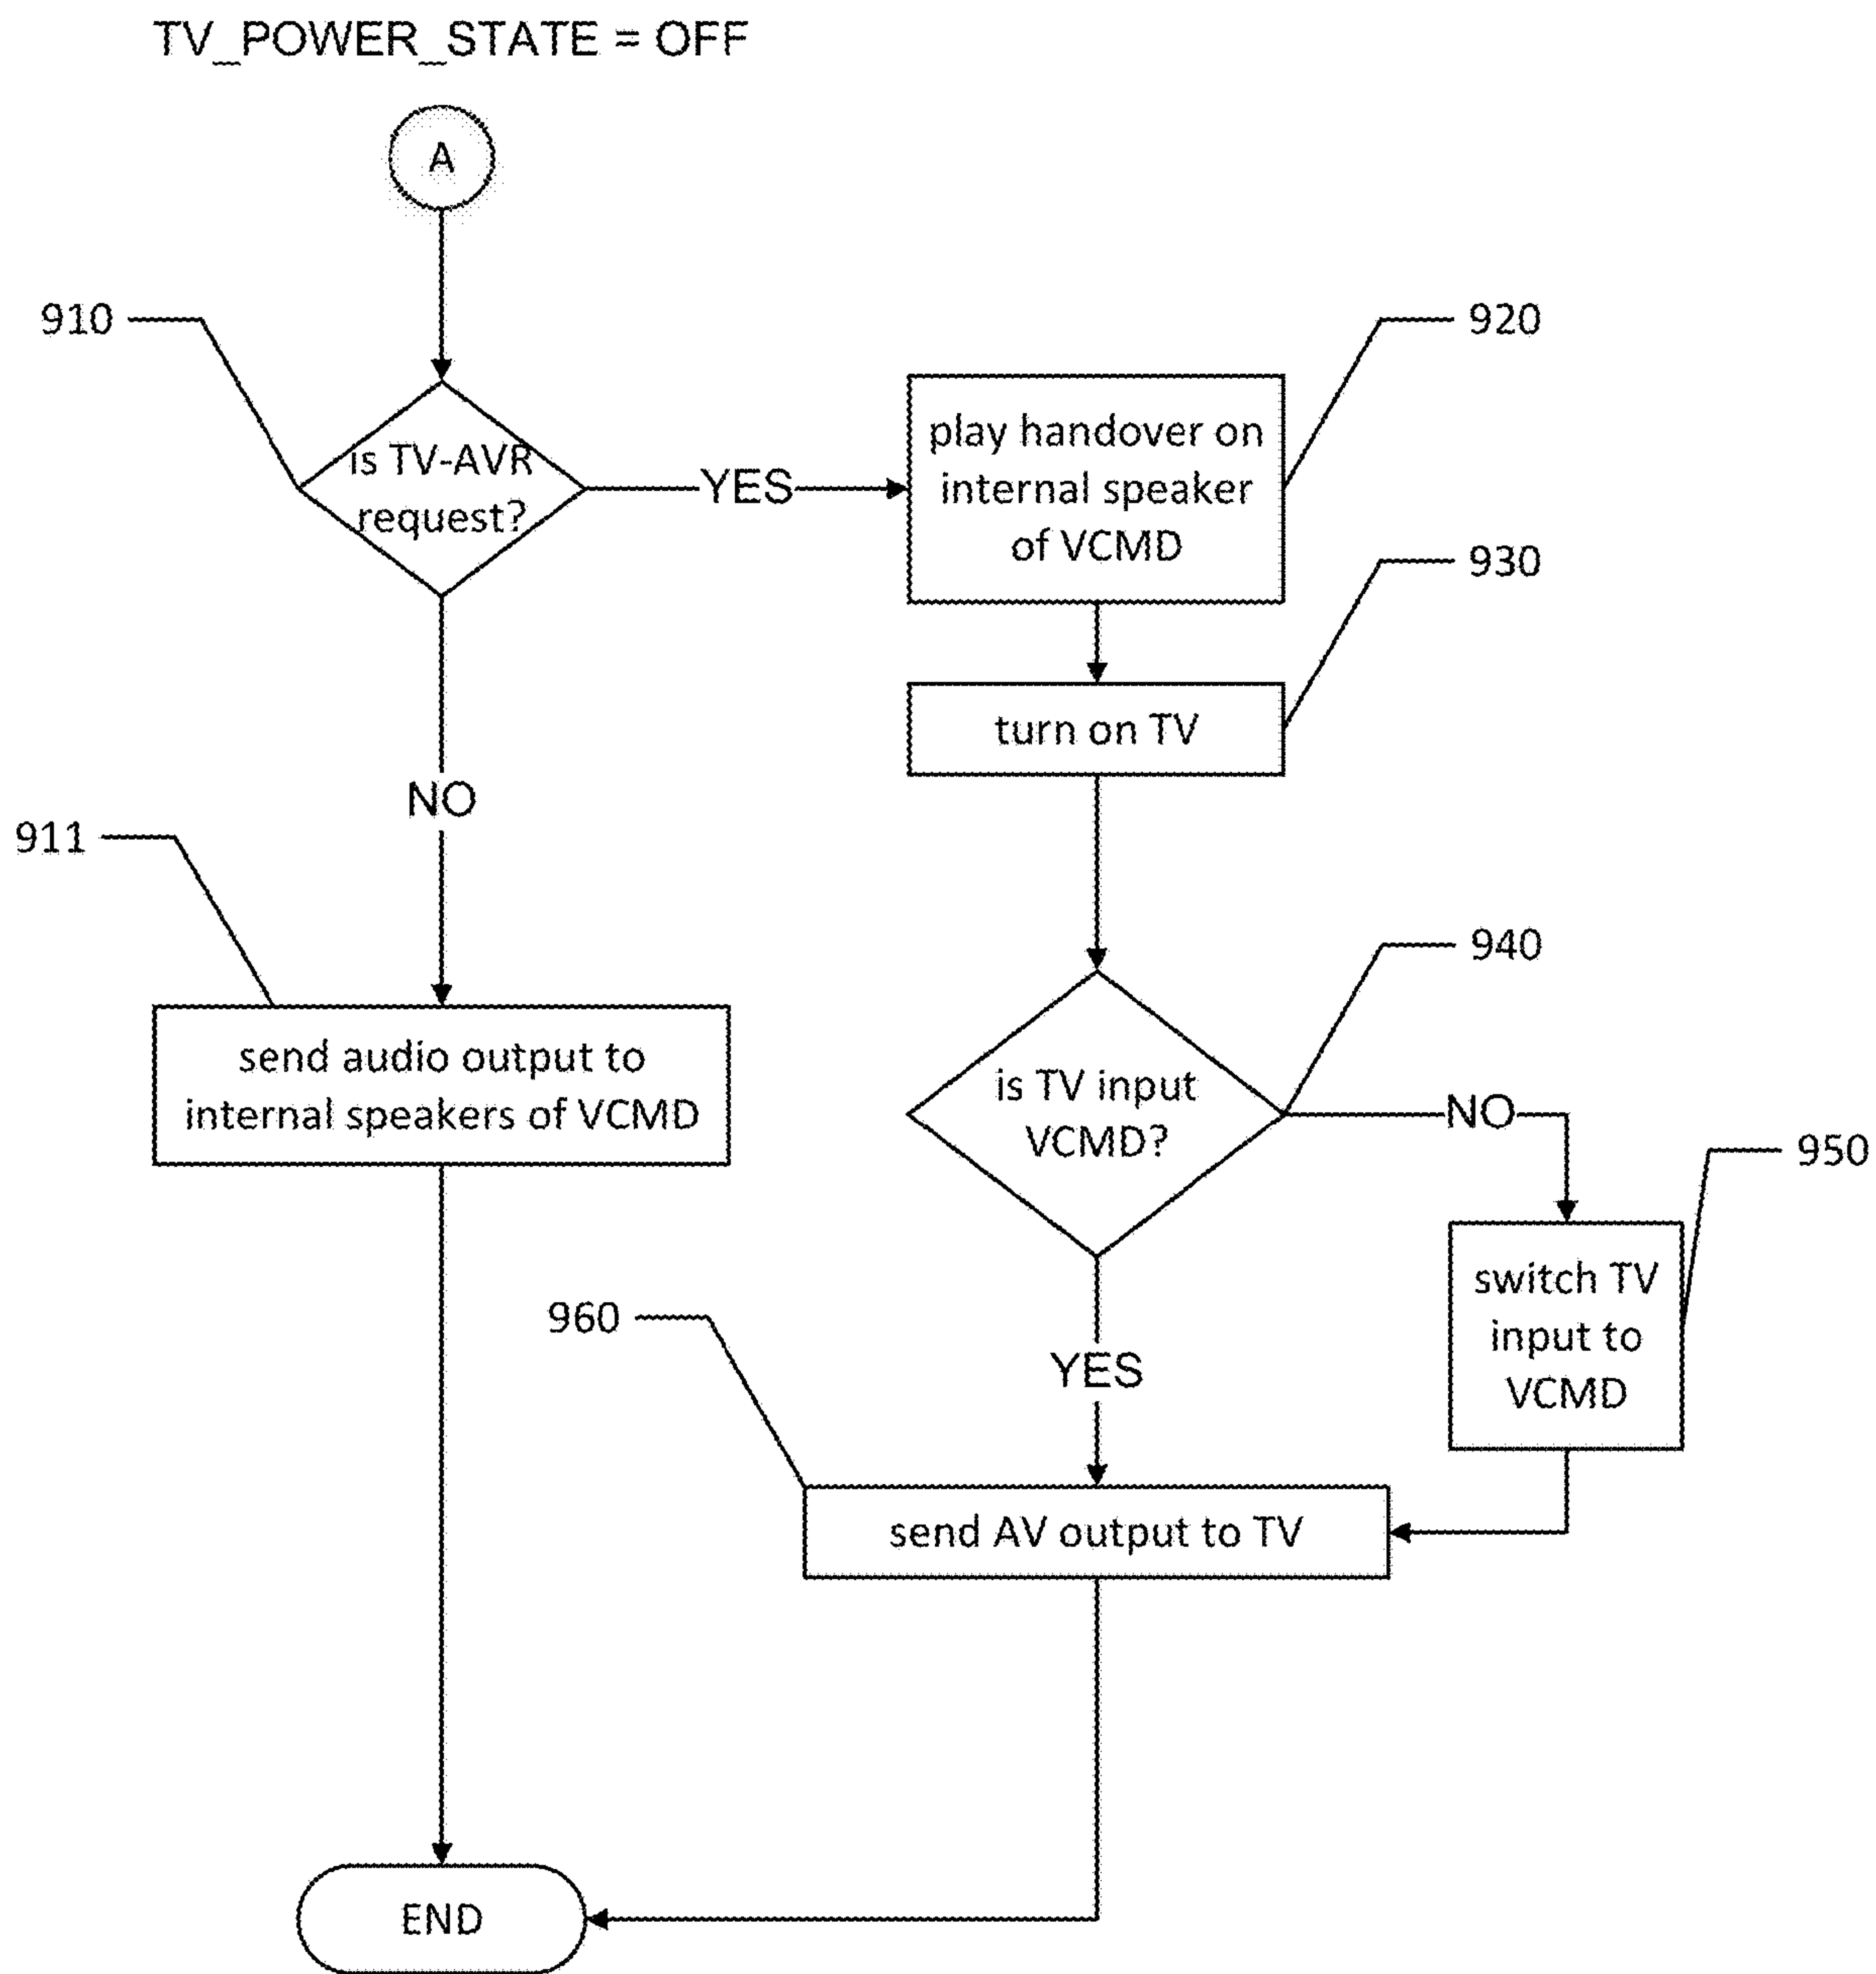 TV_POWER_STATE = OFF
A
910
920
is TV-AVR
request?
YES
play handover on
internal speaker
of VCMD
930
turn on TV
NO
911
940
send audio output to
internal speakers of VCMD
is TV input
VCMD?
NO
950
switch TV
input to
VCMD
960
YES
send AV output to TV
END